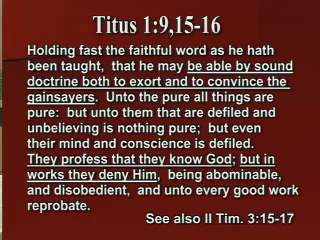 Titus 1:9,15-16
Holding fast the faithful word as he hath
been taught,  that he may be able by sound
doctrine both to exort and to convince the
gainsayers.  Unto the pure all things are
pure:  but unto them that are defiled and
unbelieving is nothing pure;  but even
their mind and conscience is defiled.
They profess that they know God; but in
works they deny Him,  being abominable,
and disobedient,  and unto every good work
reprobate.
See also II Tim. 3:15-17